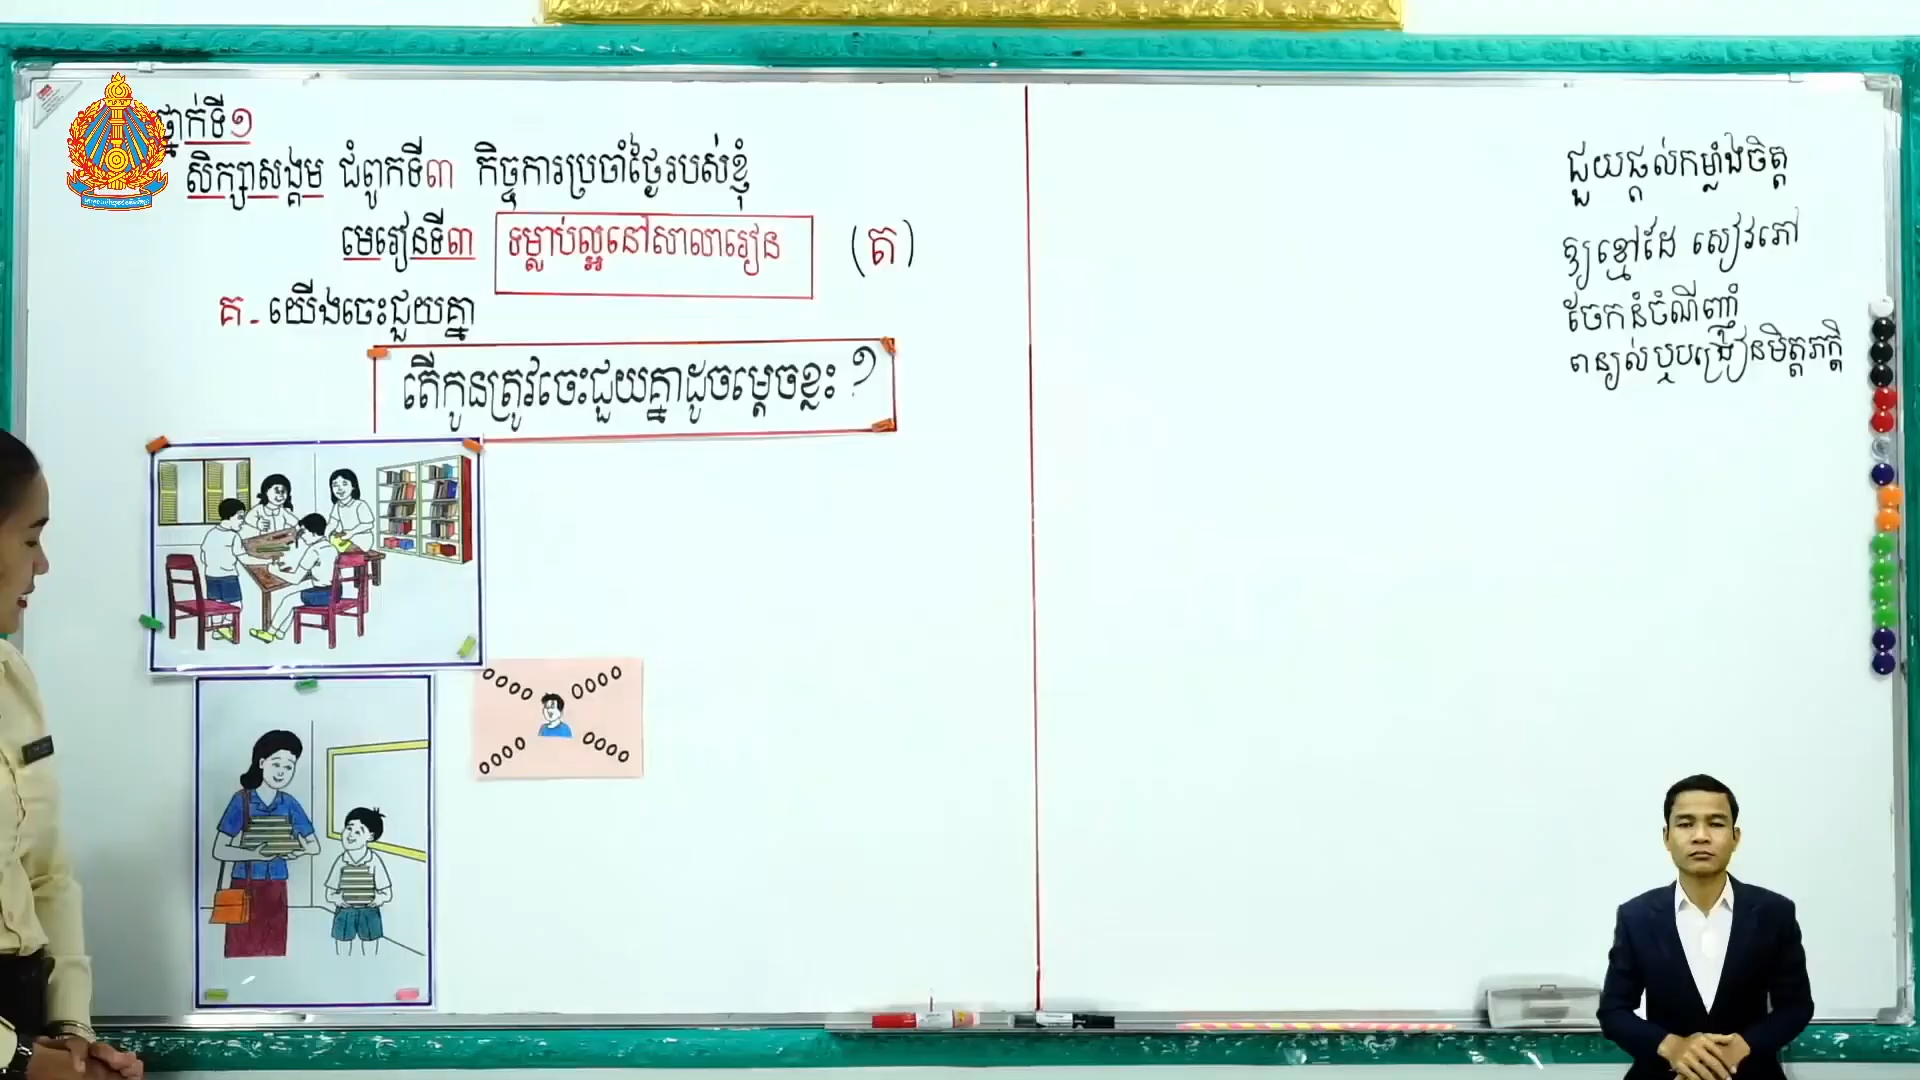 ថ្នាក់ទី១
សិក្សាសង្គម ជំពូកទី៣ កិច្ចការប្រចាំថ្ងៃរបស់ខ្ញុំ
មេរៀនទី៣ ទម្លាប់ល្អនៅសាលារៀន (ត)
គ - យើងចេះជួយគ្នា
តើកូនត្រូវចេះជួយគ្នាដូចម្ដេចខ្លះ ?
ជួយផ្ដល់កម្លាំងចិត្ត
ឱ្យខ្មៅដៃ សៀវភៅ
ចែកនំចំណីញ៉ាំ
ពន្យល់ឬបង្រៀនមិត្តភក្តិ